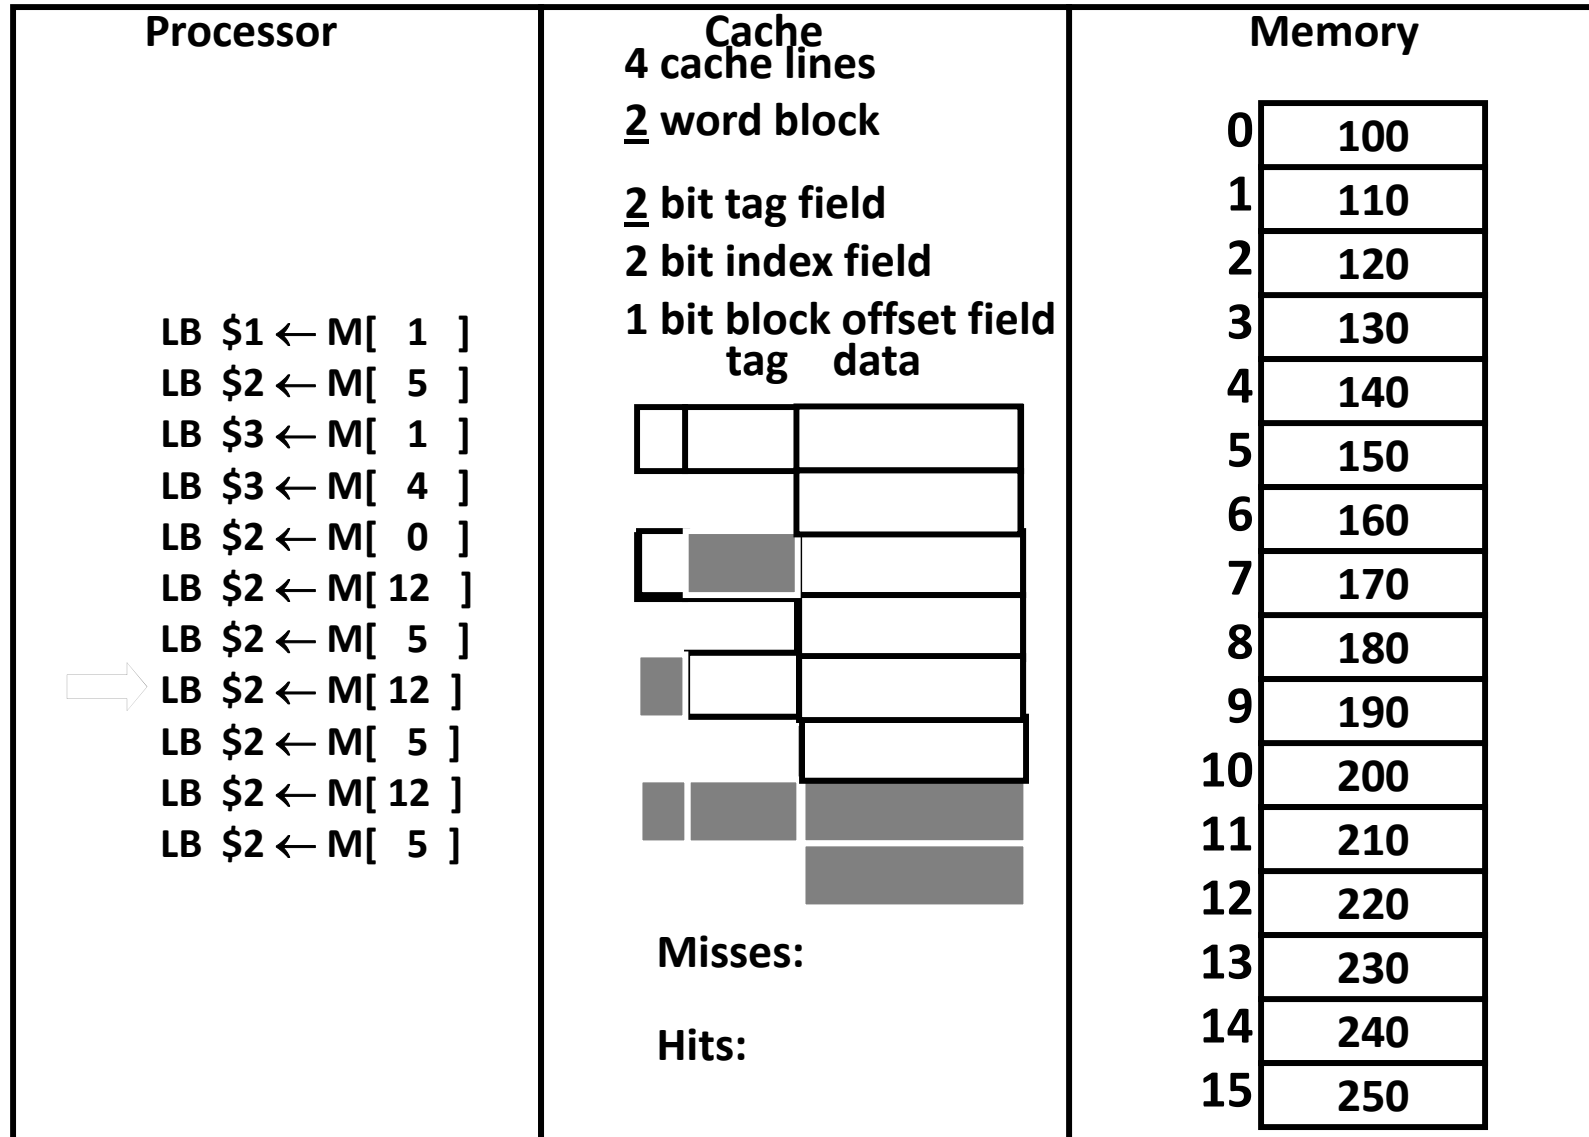 Processor
LB $1 ← M[ 1 ]
LB $2 ← M[ 5 ]
LB $3 ← M[ 1 ]
LB $3 ← M[ 4 ]
LB $2 ← M[ 0 ]
LB $2 ← M[ 12 ]
LB $2 ← M[ 5 ]
LB $2 ← M[ 12 ]
LB $2 ← M[ 5 ]
LB $2 ← M[ 12 ]
LB $2 ← M[ 5 ]
Cache
4 cache lines
2 word block
2 bit tag field
2 bit index field
1 bit block offset field
tag data
Misses:
Hits:
Memory
0 100
1 110
2 120
3 130
4 140
5 150
6 160
7 170
8 180
9 190
10 200
11 210
12 220
13 230
14 240
15 250